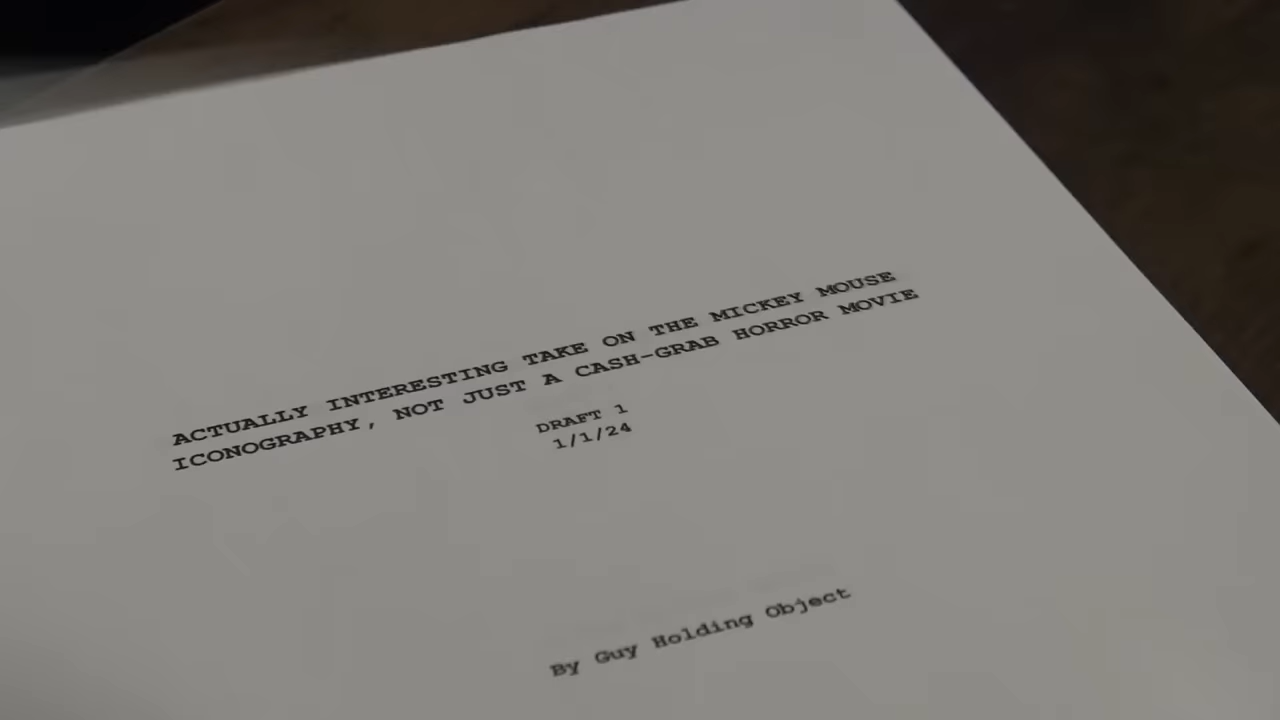 ACTUALLY INTERESTING TAKE ON THE MICKEY MOUSE
ICONOGRAPHY, NOT JUST A CASH-GRAB HORROR MOVIE
DRAFT 1
1/1/24
By Guy Holding Object